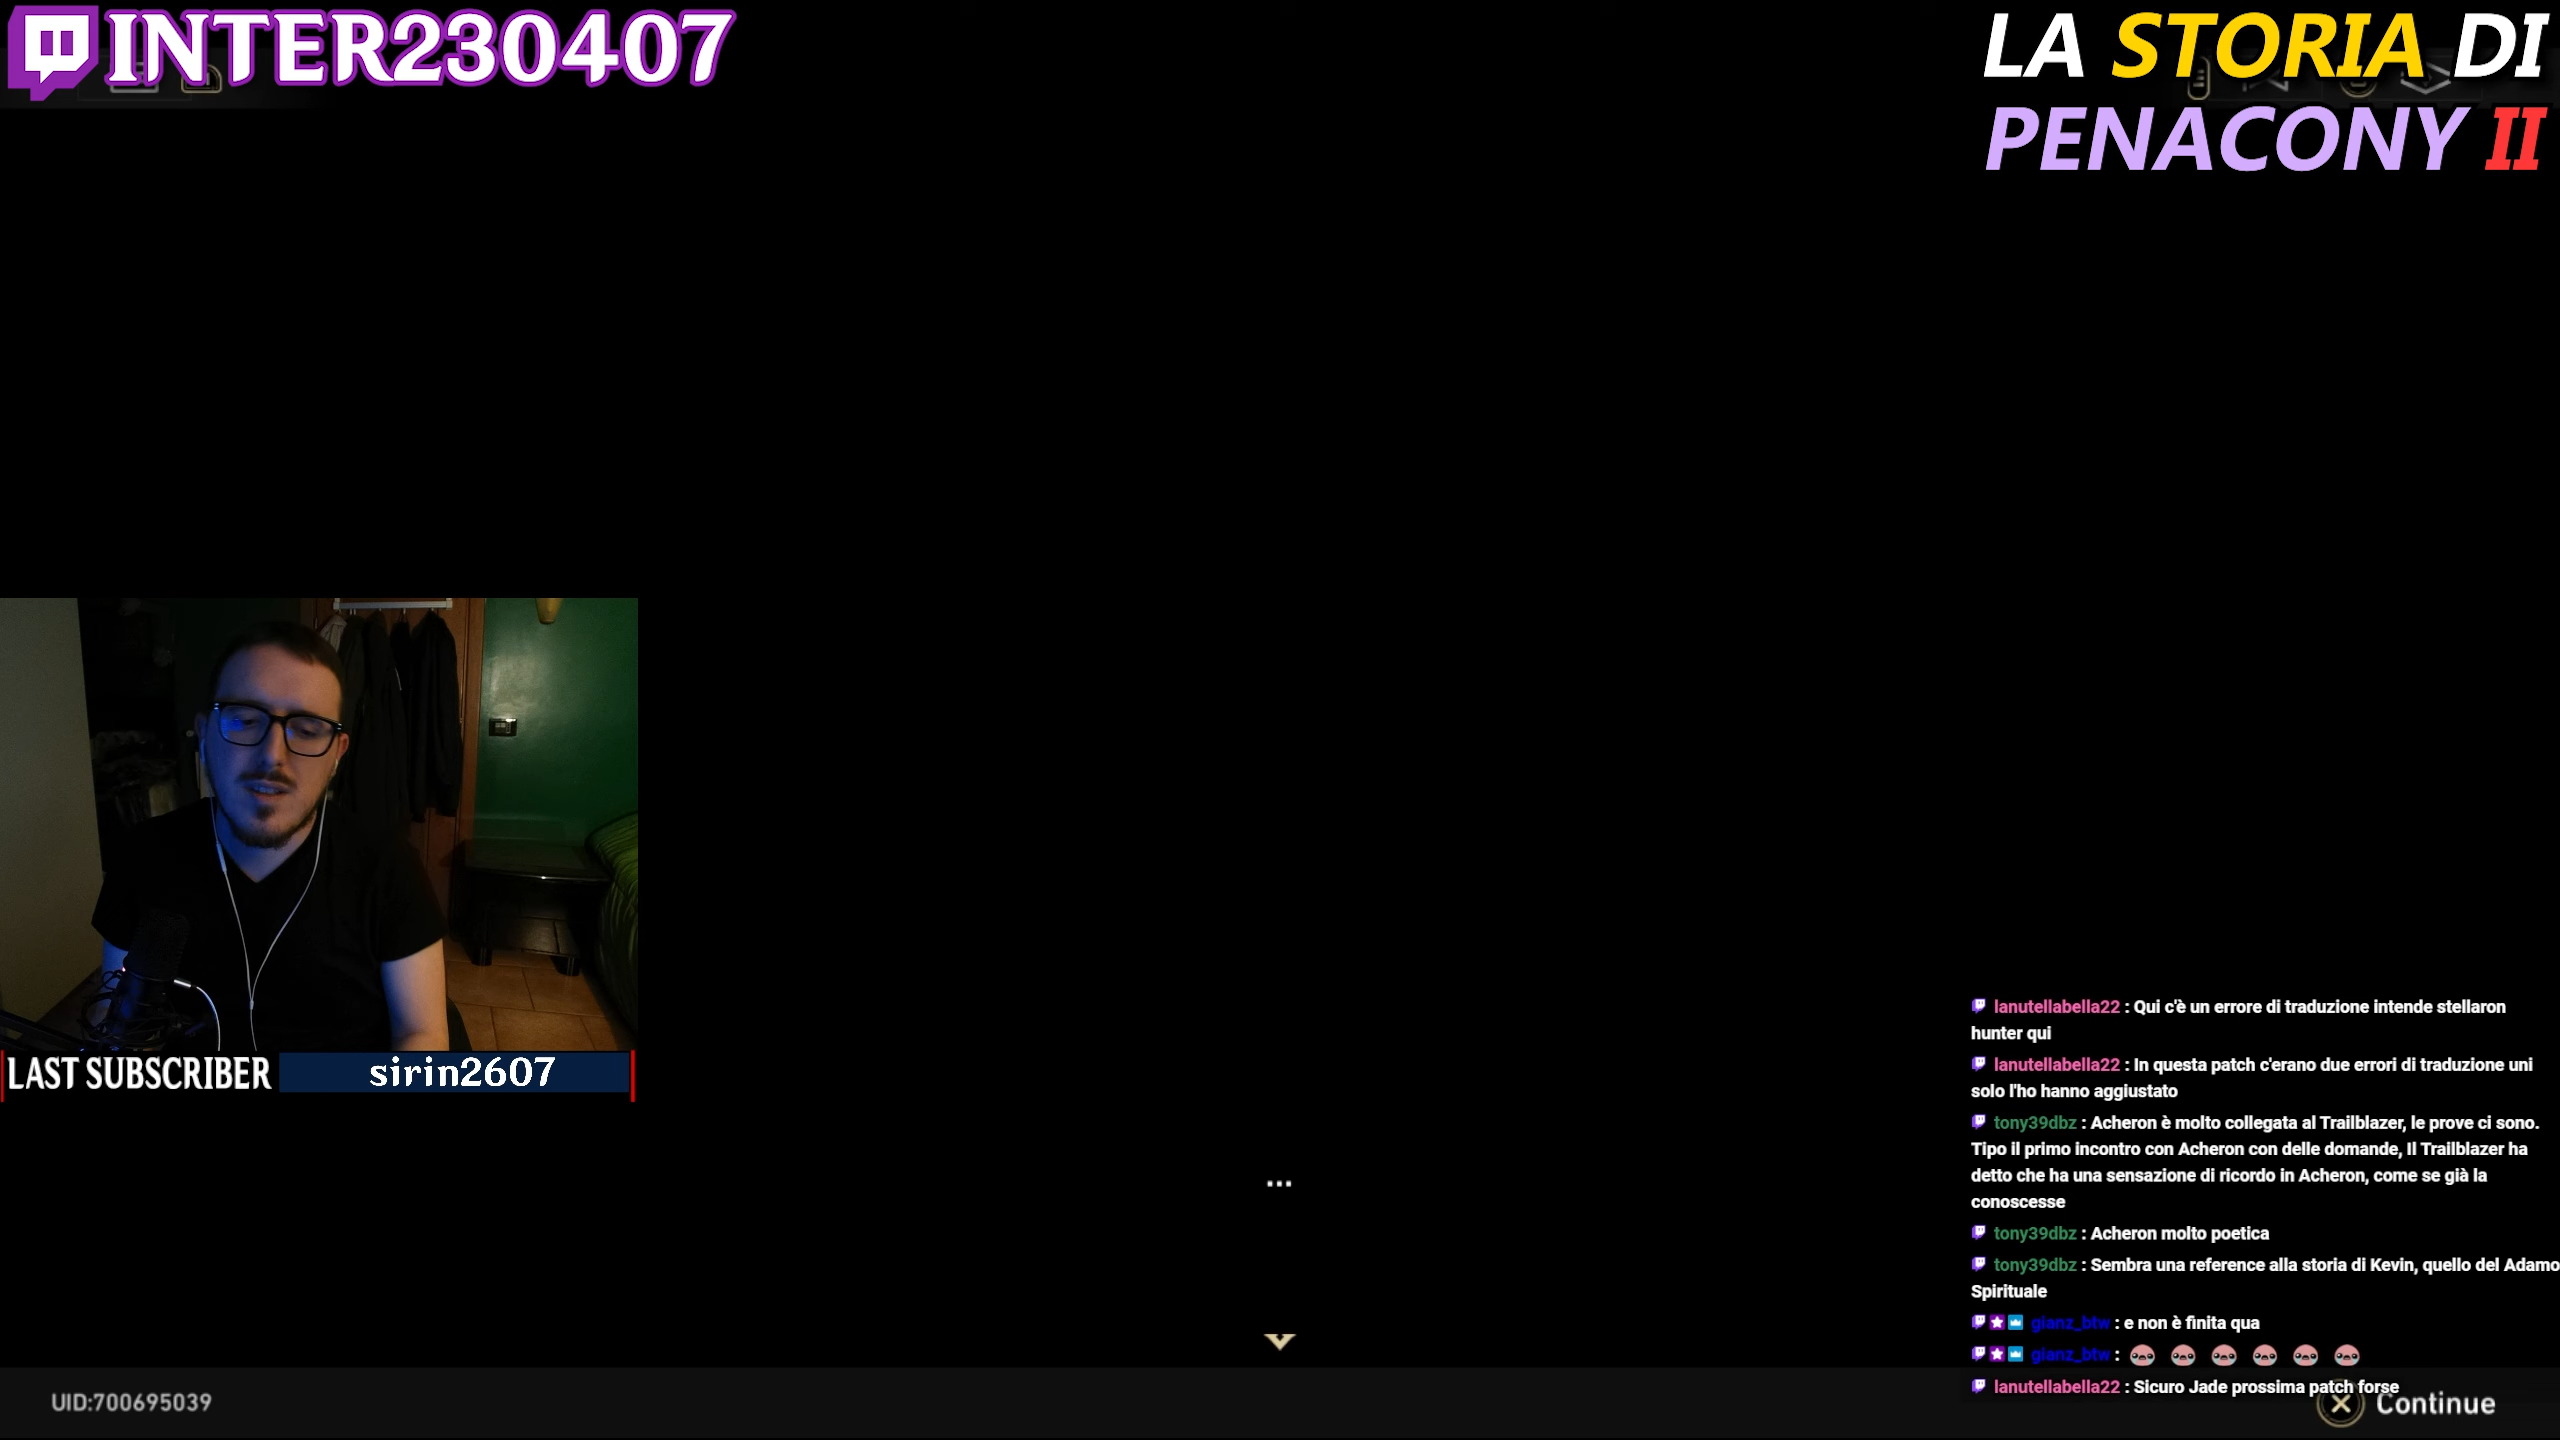 INTER230407
LA STORIA DI
PENACONY II
LAST SUBSCRIBER sirin2607
lanutellabella22 : Qui c'è un errore di traduzione intende stellaron
hunter qui
lanutellabella22 : In questa patch c'erano due errori di traduzione uni
solo l'ho hanno aggiustato
tony39dbz : Acheron è molto collegata al Trailblazer, le prove ci sono.
Tipo il primo incontro con Acheron con delle domande, Il Trailblazer ha
detto che ha una sensazione di ricordo in Acheron, come se già la
conoscesse
...
tony39dbz : Acheron molto poetica
tony39dbz : Sembra una reference alla storia di Kevin, quello del Adamo
Spirituale
gianz_btw : e non è finita qua
gianz_btw :
lanutellabella22 : Sicuro Jade prossima patch forse
UID:700695039
Continue